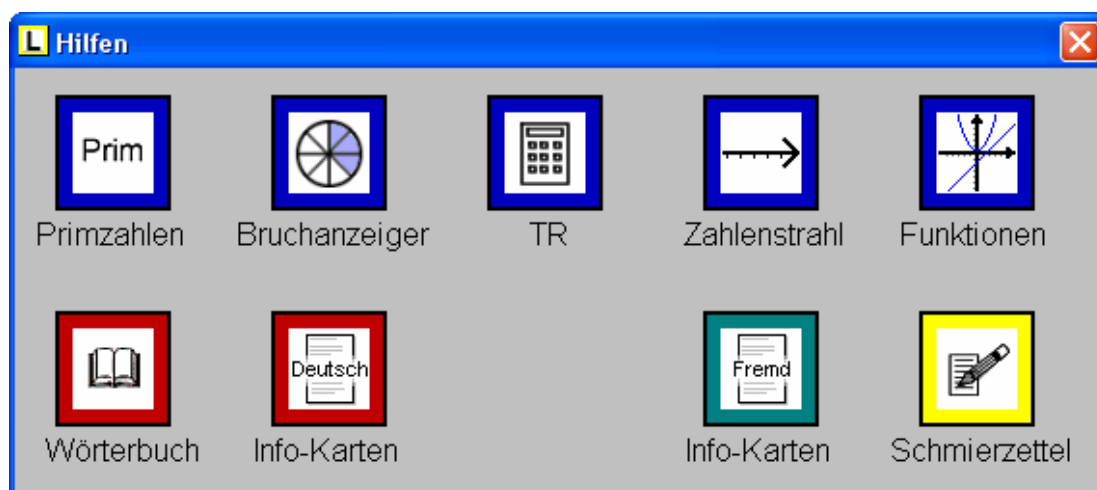 L Hilfen
Prim
Primzahlen Bruchanzeiger TR Zahlenstrahl Funktionen
Deutsch Fremd
Wörterbuch Info-Karten Info-Karten Schmierzettel